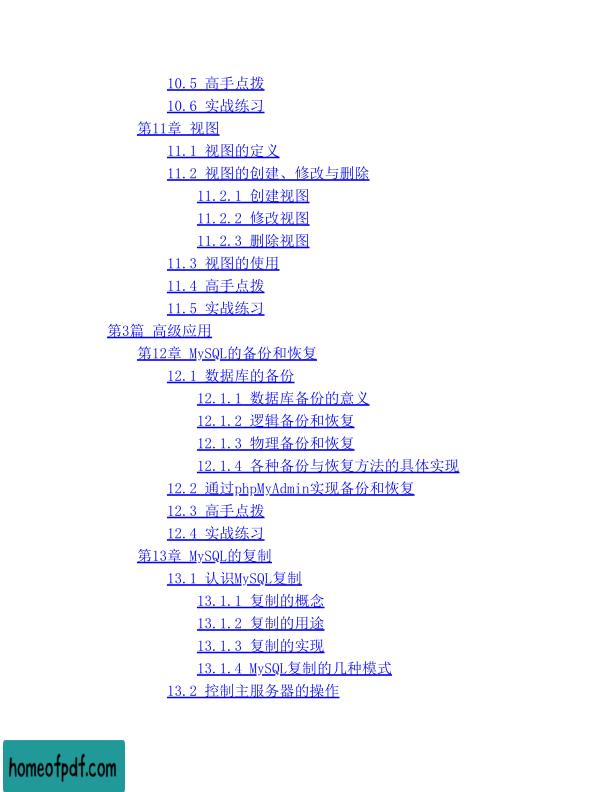 10.5 高手点拨
10.6 实战练习
第11章 视图
11.1 视图的定义
11.2 视图的创建、修改与删除
11.2.1 创建视图
11.2.2 修改视图
11.2.3 删除视图
11.3 视图的使用
11.4 高手点拨
11.5 实战练习
第3篇 高级应用
第12章 MySQL的备份和恢复
12.1 数据库的备份
12.1.1 数据库备份的意义
12.1.2 逻辑备份和恢复
12.1.3 物理备份和恢复
12.1.4 各种备份与恢复方法的具体实现
12.2 通过phpMyAdmin实现备份和恢复
12.3 高手点拨
12.4 实战练习
第13章 MySQL的复制
13.1 认识MySQL复制
13.1.1 复制的概念
13.1.2 复制的用途
13.1.3 复制的实现
13.1.4 MySQL复制的几种模式
13.2 控制主服务器的操作
homeofpdf.com